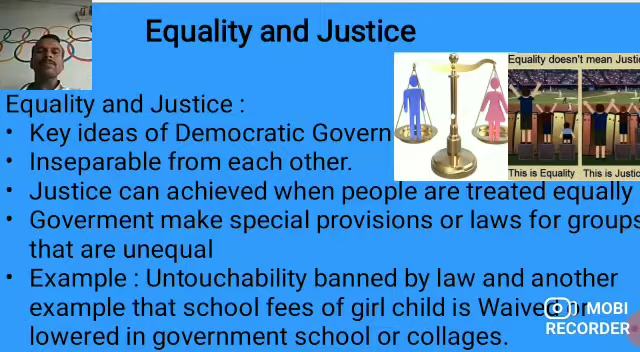 Equality and Justice
Equality doesn't mean Justic
This is Equality
This is Justic
Equality and Justice :
• Key ideas of Democratic Govern
• Inseparable from each other.
• Justice can achieved when people are treated equally
• Goverment make special provisions or laws for groups
that are unequal
• Example : Untouchability banned by law and another
example that school fees of girl child is Waived or
lowered in government school or collages.
MOBI
RECORDER